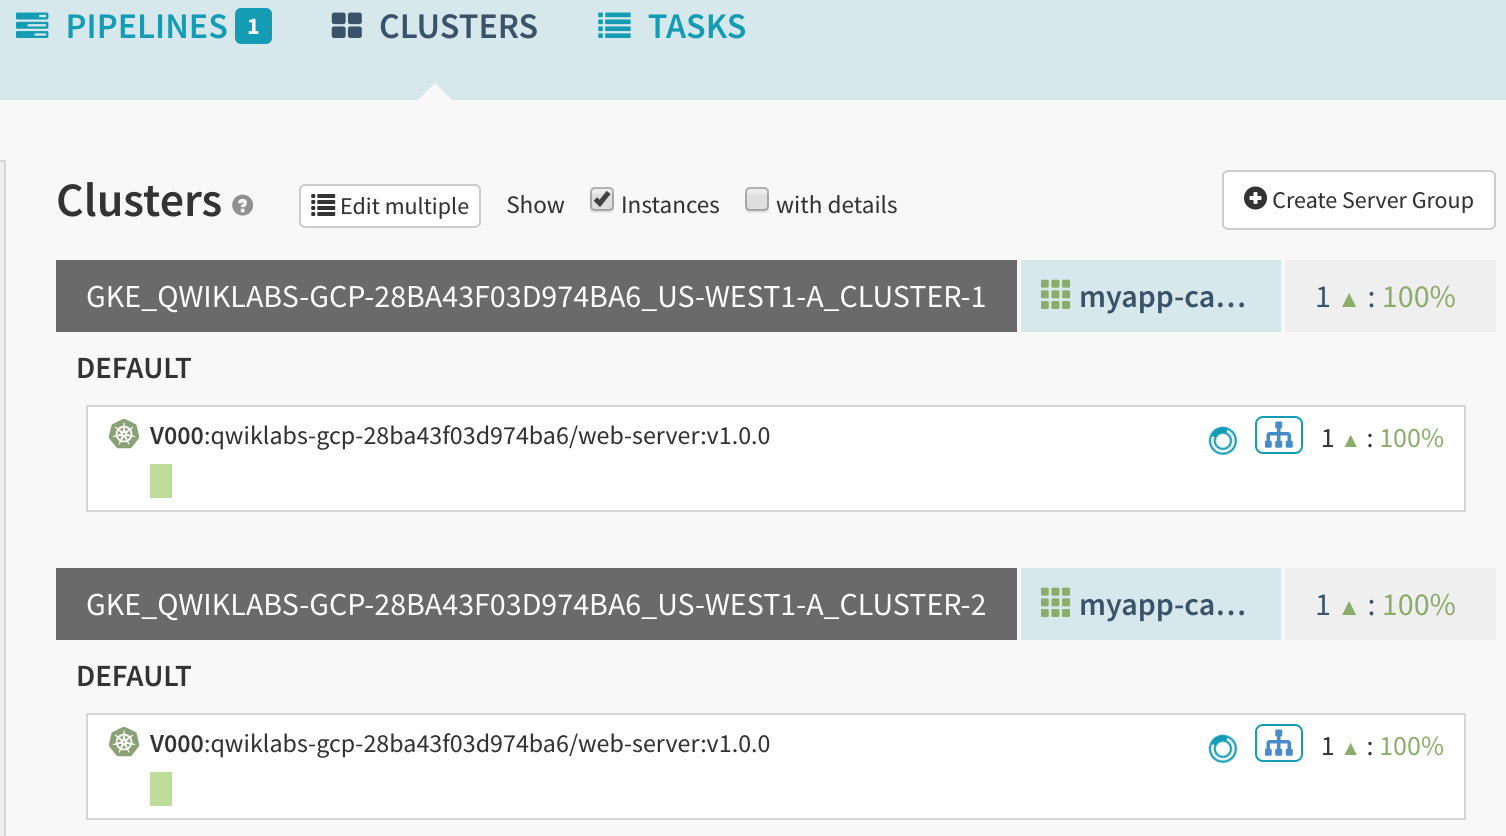 PIPELINES 1 CLUSTERS TASKS
Clusters ? Edit multiple Show Instances with details Create Server Group
GKE_QWIKLABS-GCP-28BA43F03D974BA6_US-WEST1-A_CLUSTER-1 myapp-ca... 1 ▲ : 100%
DEFAULT
V000:qwiklabs-gcp-28ba43f03d974ba6/web-server:v1.0.0 1 ▲ : 100%
GKE_QWIKLABS-GCP-28BA43F03D974BA6_US-WEST1-A_CLUSTER-2 myapp-ca... 1 ▲ : 100%
DEFAULT
V000:qwiklabs-gcp-28ba43f03d974ba6/web-server:v1.0.0 1 ▲ : 100%